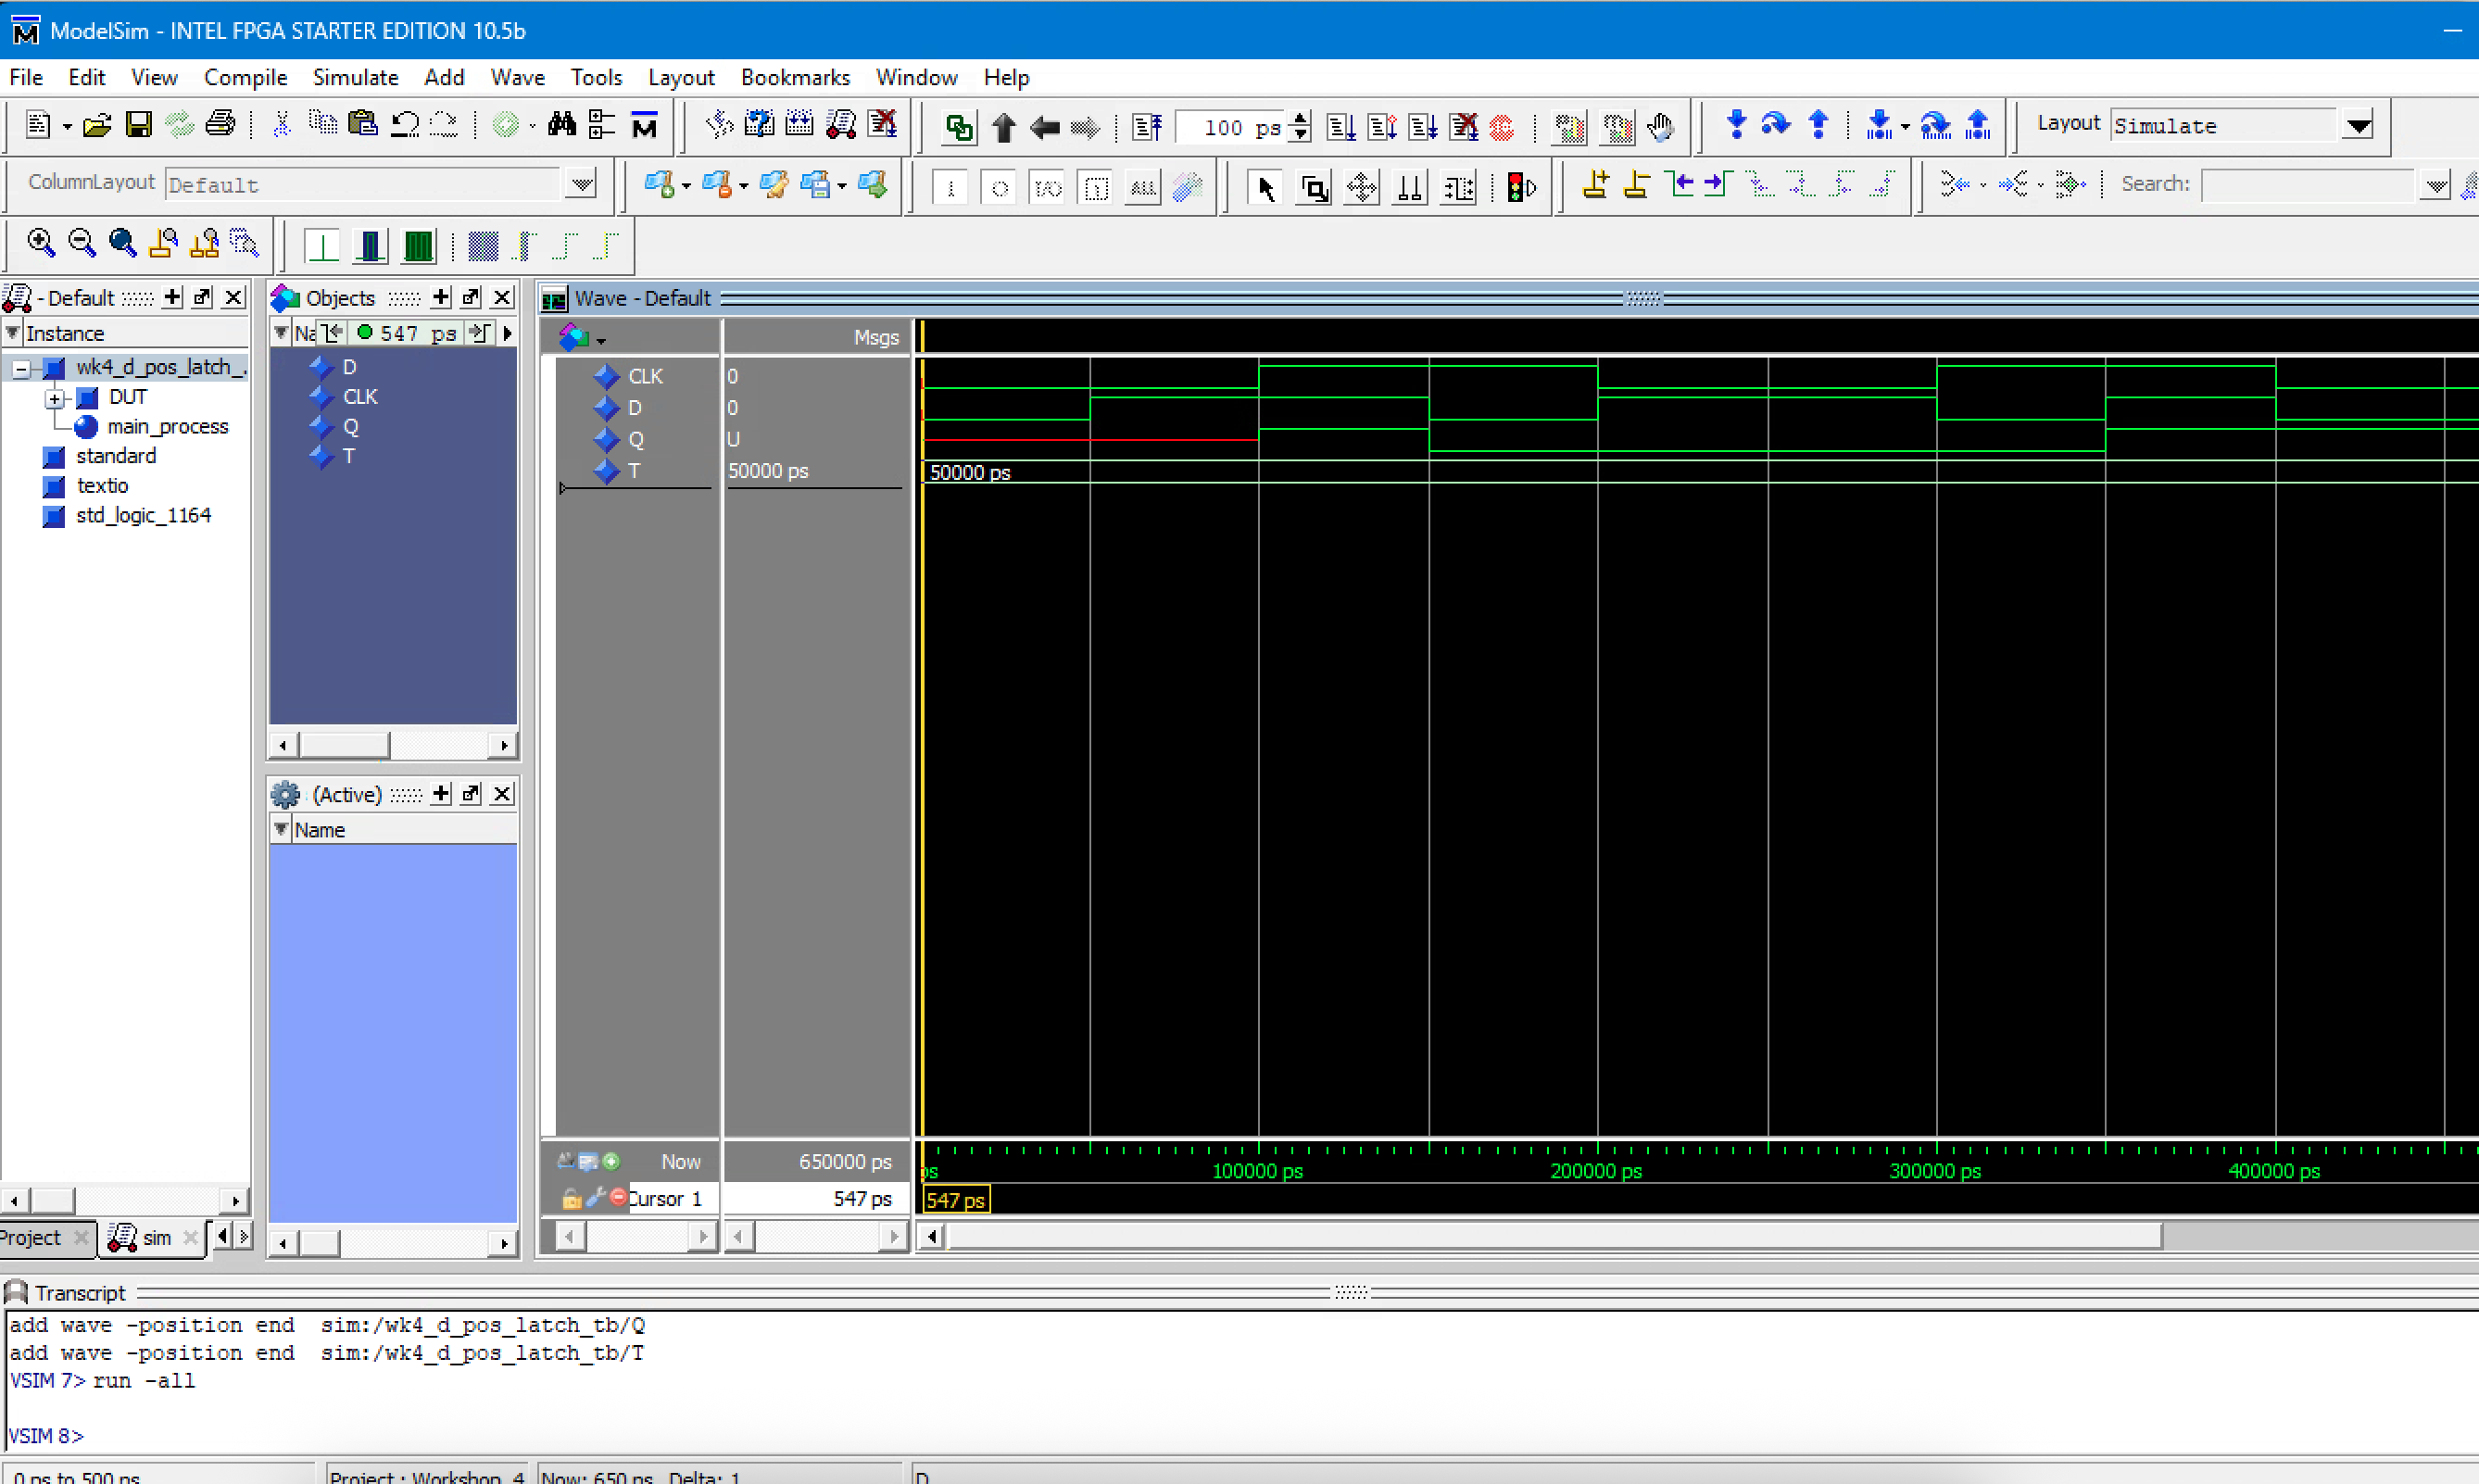 ModelSim - INTEL FPGA STARTER EDITION 10.5b
File Edit View Compile Simulate Add Wave Tools Layout Bookmarks Window Help
100 ps
Layout Simulate
ColumnLayout Default
Search:
- Default
Objects
Wave - Default
Instance
547 ps
Msgs
wk4_d_pos_latch_.
DUT
main_process
standard
textio
std_logic_1164
D
CLK
Q
T
CLK 0
D 0
Q U
T 50000 ps
50000 ps
(Active)
Name
Now 650000 ps
Cursor 1 547 ps
ps 100000 ps 200000 ps 300000 ps 400000 ps
547 ps
Project sim
Transcript
add wave -position end sim:/wk4_d_pos_latch_tb/Q
add wave -position end sim:/wk4_d_pos_latch_tb/T
VSIM 7> run -all
VSIM 8>
0 ps to 500 ps Project : Workshop_4 Now: 650 ns Delta: 1 D